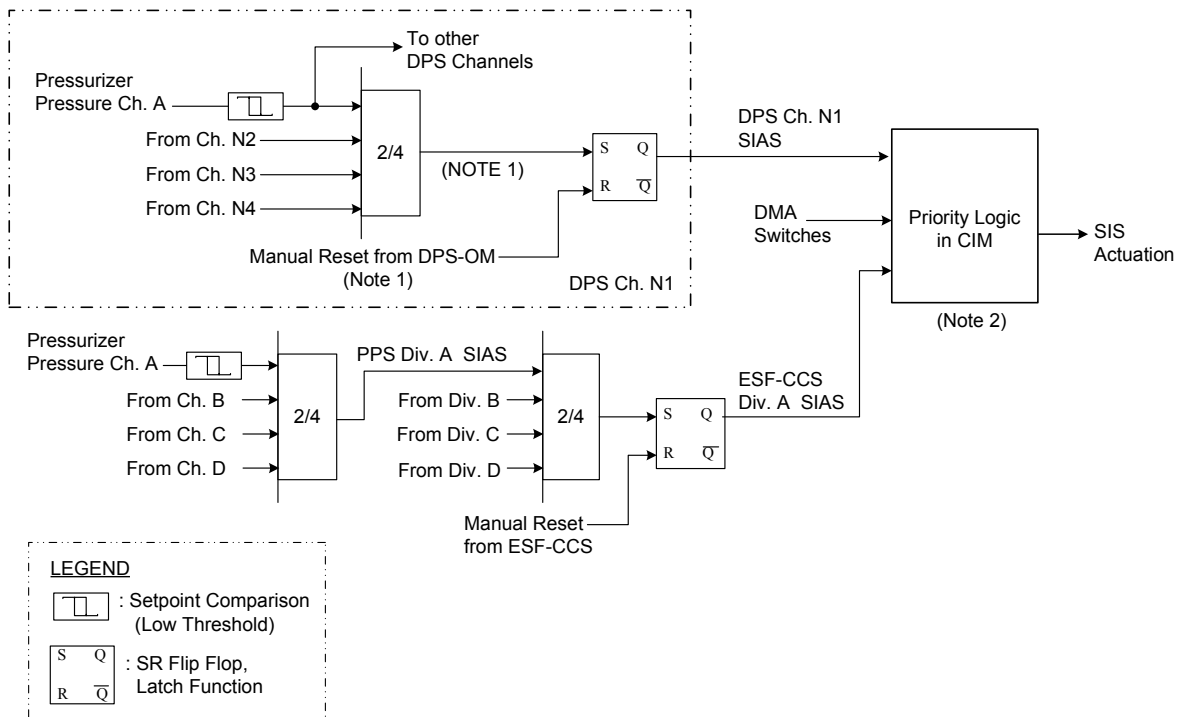 To other
DPS Channels
Pressurizer
Pressure Ch. A
From Ch. N2
From Ch. N3
From Ch. N4
2/4
(NOTE 1)
S Q
R Q
Manual Reset from DPS-OM
(Note 1)
DPS Ch. N1
DPS Ch. N1
SIAS
DMA
Switches
Priority Logic
in CIM
(Note 2)
SIS
Actuation
Pressurizer
Pressure Ch. A
From Ch. B
From Ch. C
From Ch. D
2/4
PPS Div. A SIAS
From Div. B
From Div. C
From Div. D
2/4
S Q
R Q
Manual Reset
from ESF-CCS
ESF-CCS
Div. A SIAS
LEGEND
: Setpoint Comparison
(Low Threshold)
S Q
R Q
: SR Flip Flop,
Latch Function